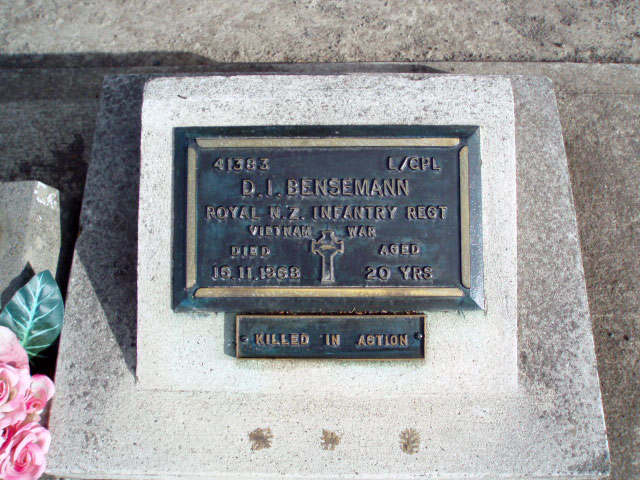 41383 L/CPL
D. I. BENSEMANN
ROYAL N.Z. INFANTRY REGT
VIETNAM WAR
DIED AGED
16.11.1968 20 YRS
KILLED IN ACTION